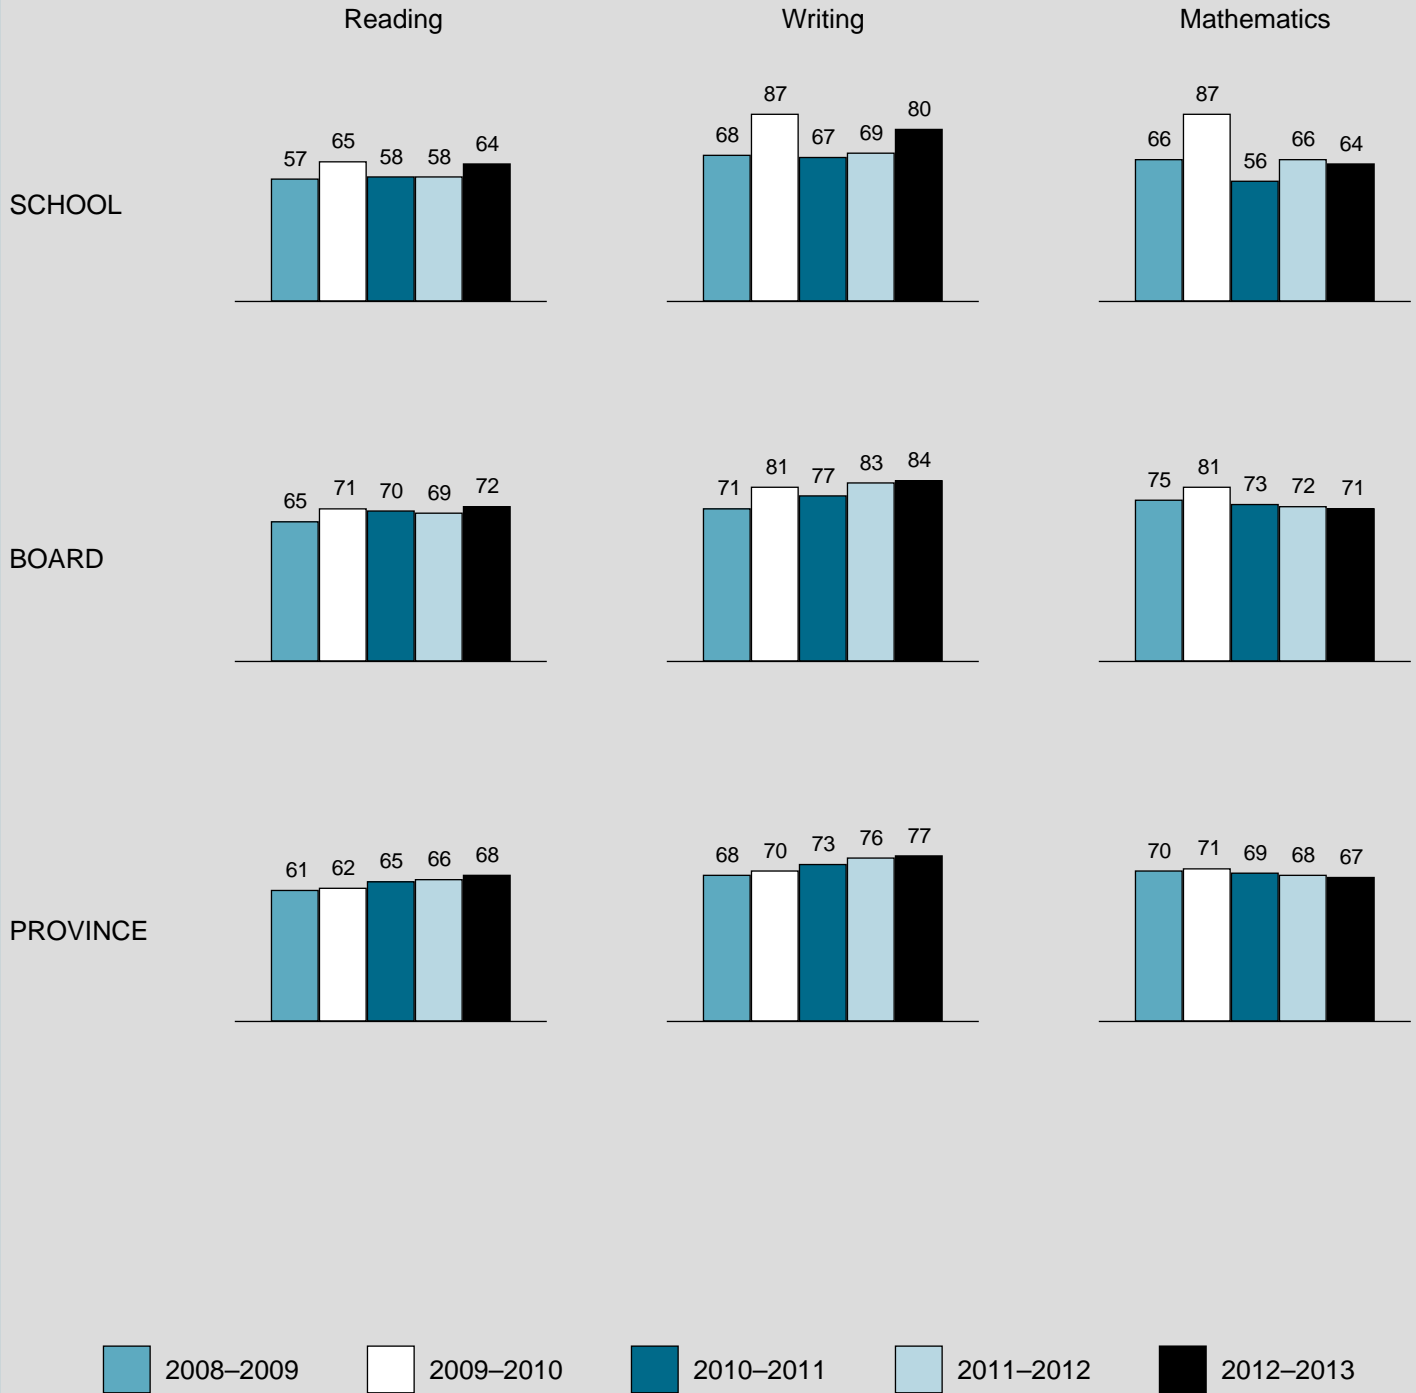 Reading Writing Mathematics
SCHOOL
57 65 58 58 64
68 87 67 69 80
66 87 56 66 64
BOARD
65 71 70 69 72
71 81 77 83 84
75 81 73 72 71
PROVINCE
61 62 65 66 68
68 70 73 76 77
70 71 69 68 67
2008–2009 2009–2010 2010–2011 2011–2012 2012–2013